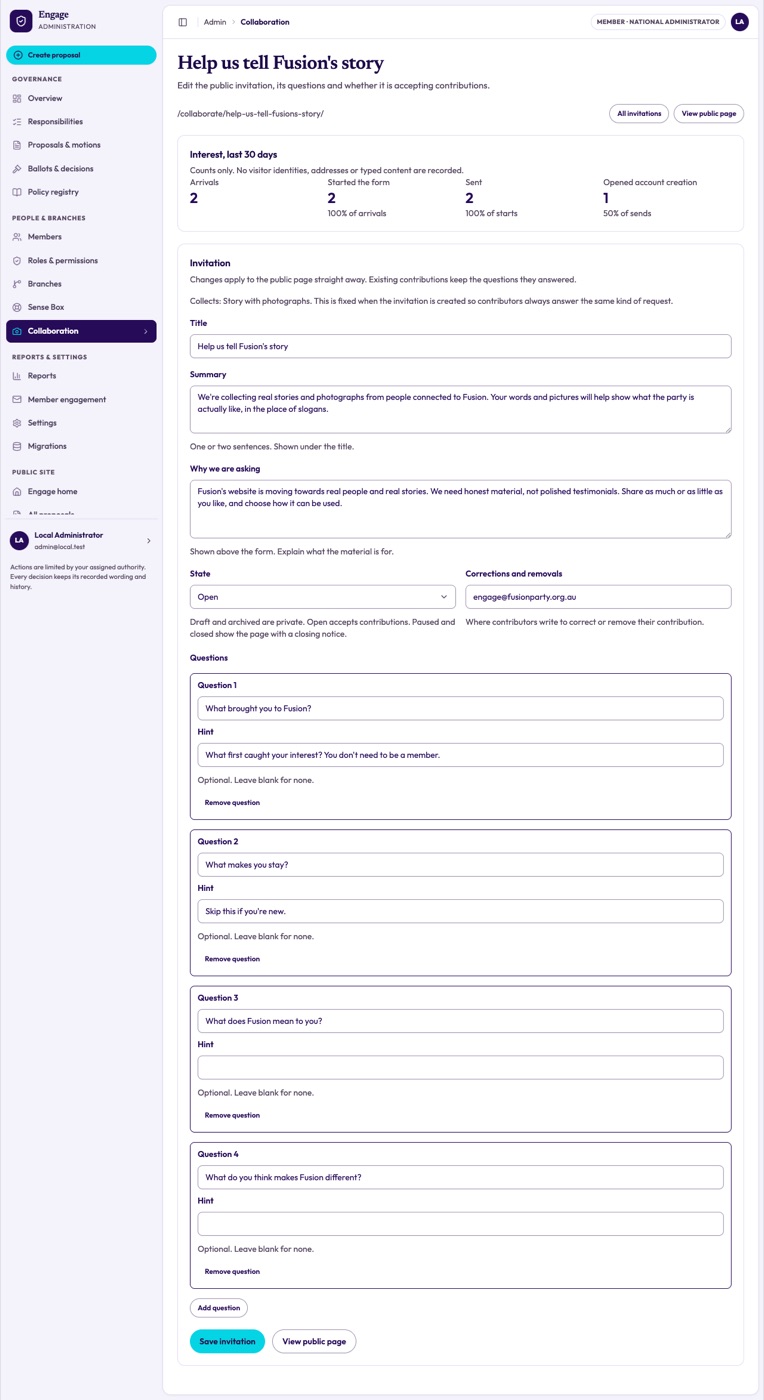 Engage
ADMINISTRATION
Create proposal
GOVERNANCE
Overview
Responsibilities
Proposals & motions
Ballots & decisions
Policy registry
PEOPLE & BRANCHES
Members
Roles & permissions
Branches
Sense Box
Collaboration
REPORTS & SETTINGS
Reports
Member engagement
Settings
Migrations
PUBLIC SITE
Engage home
All proposals
LA
Local Administrator
admin@local.test
Actions are limited by your assigned authority.
Every decision keeps its recorded wording and
history.
Admin
Collaboration
MEMBER · NATIONAL ADMINISTRATOR
LA
Help us tell Fusion's story
Edit the public invitation, its questions and whether it is accepting contributions.
/collaborate/help-us-tell-fusions-story/
All invitations
View public page
Interest, last 30 days
Counts only. No visitor identities, addresses or typed content are recorded.
Arrivals
2
Started the form
2
100% of arrivals
Sent
2
100% of starts
Opened account creation
1
50% of sends
Invitation
Changes apply to the public page straight away. Existing contributions keep the questions they answered.
Collects: Story with photographs. This is fixed when the invitation is created so contributors always answer the same kind of request.
Title
Help us tell Fusion's story
Summary
We're collecting real stories and photographs from people connected to Fusion. Your words and pictures will help show what the party is
actually like, in the place of slogans.
One or two sentences. Shown under the title.
Why we are asking
Fusion's website is moving towards real people and real stories. We need honest material, not polished testimonials. Share as much or as little as
you like, and choose how it can be used.
Shown above the form. Explain what the material is for.
State
Open
Draft and archived are private. Open accepts contributions. Paused and
closed show the page with a closing notice.
Corrections and removals
engage@fusionparty.org.au
Where contributors write to correct or remove their contribution.
Questions
Question 1
What brought you to Fusion?
Hint
What first caught your interest? You don't need to be a member.
Optional. Leave blank for none.
Remove question
Question 2
What makes you stay?
Hint
Skip this if you're new.
Optional. Leave blank for none.
Remove question
Question 3
What does Fusion mean to you?
Hint
Optional. Leave blank for none.
Remove question
Question 4
What do you think makes Fusion different?
Hint
Optional. Leave blank for none.
Remove question
Add question
Save invitation
View public page